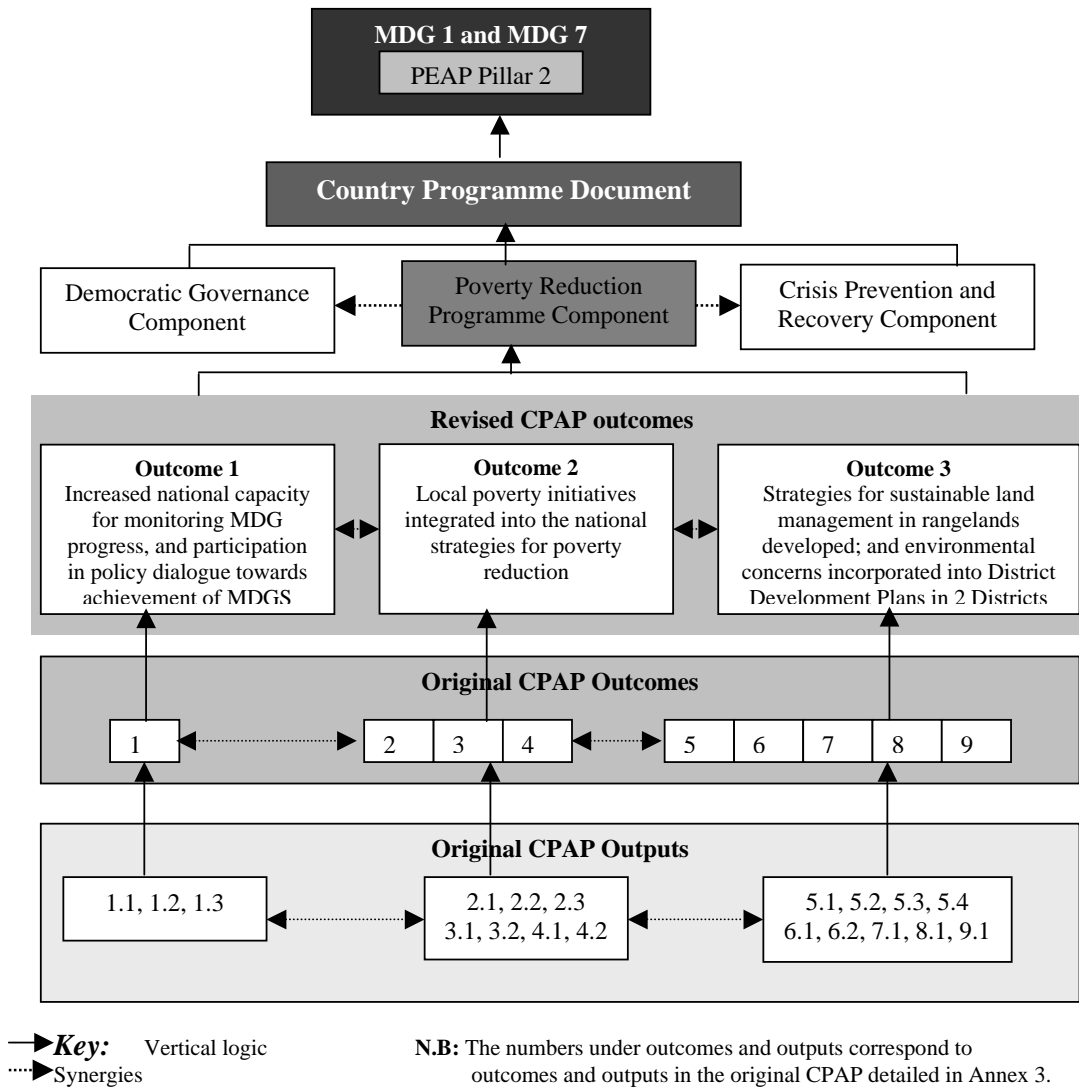 MDG 1 and MDG 7
PEAP Pillar 2
Country Programme Document
Democratic Governance
Component
Poverty Reduction
Programme Component
Crisis Prevention and
Recovery Component
Revised CPAP outcomes
Outcome 1
Increased national capacity
for monitoring MDG
progress, and participation
in policy dialogue towards
achievement of MDGS
Outcome 2
Local poverty initiatives
integrated into the national
strategies for poverty
reduction
Outcome 3
Strategies for sustainable land
management in rangelands
developed; and environmental
concerns incorporated into District
Development Plans in 2 Districts
Original CPAP Outcomes
1
2 3 4
5 6 7 8 9
Original CPAP Outputs
1.1, 1.2, 1.3
2.1, 2.2, 2.3
3.1, 3.2, 4.1, 4.2
5.1, 5.2, 5.3, 5.4
6.1, 6.2, 7.1, 8.1, 9.1
Key: Vertical logic
Synergies
N.B: The numbers under outcomes and outputs correspond to
outcomes and outputs in the original CPAP detailed in Annex 3.